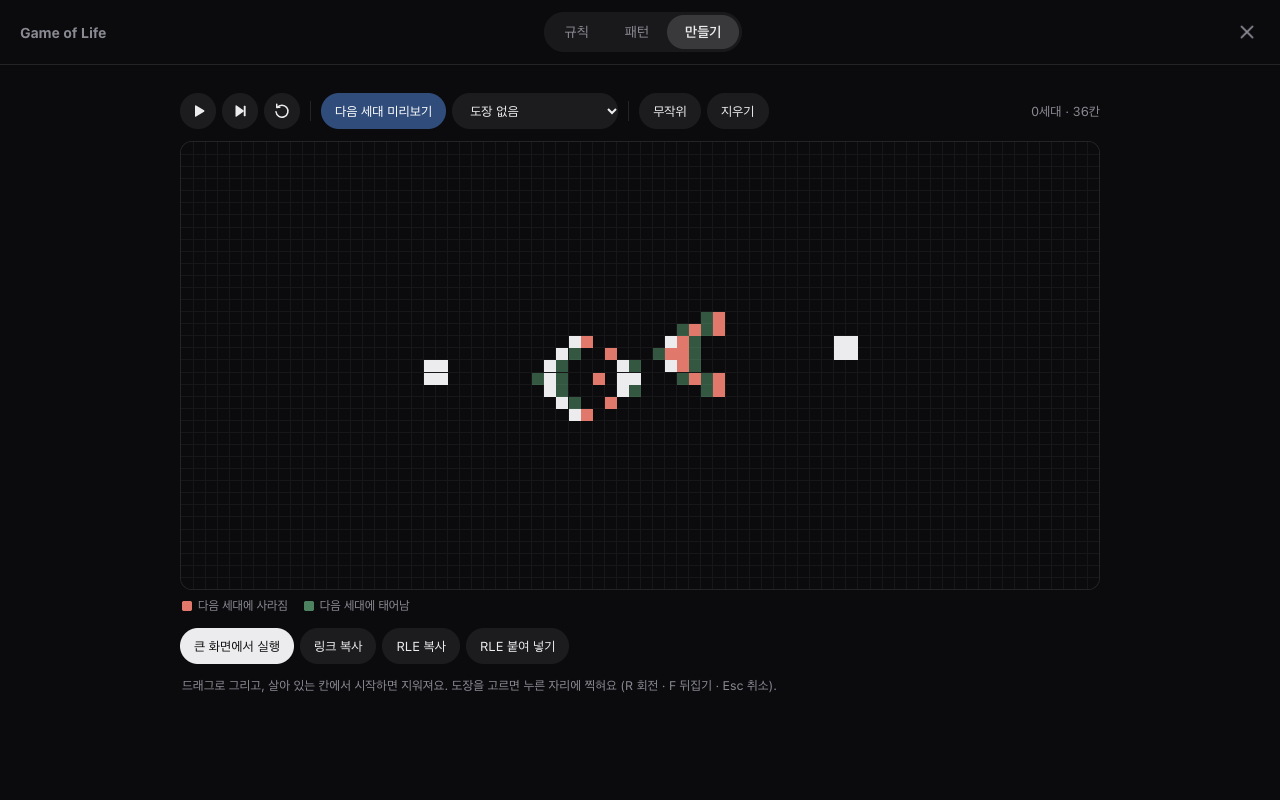 Game of Life
규칙 패턴 만들기
다음 세대 미리보기 도장 없음 무작위 지우기 0세대 · 36칸
다음 세대에 사라짐 다음 세대에 태어남
큰 화면에서 실행 링크 복사 RLE 복사 RLE 붙여 넣기
드래그로 그리고, 살아 있는 칸에서 시작하면 지워져요. 도장을 고르면 누른 자리에 찍혀요 (R 회전 · F 뒤집기 · Esc 취소).